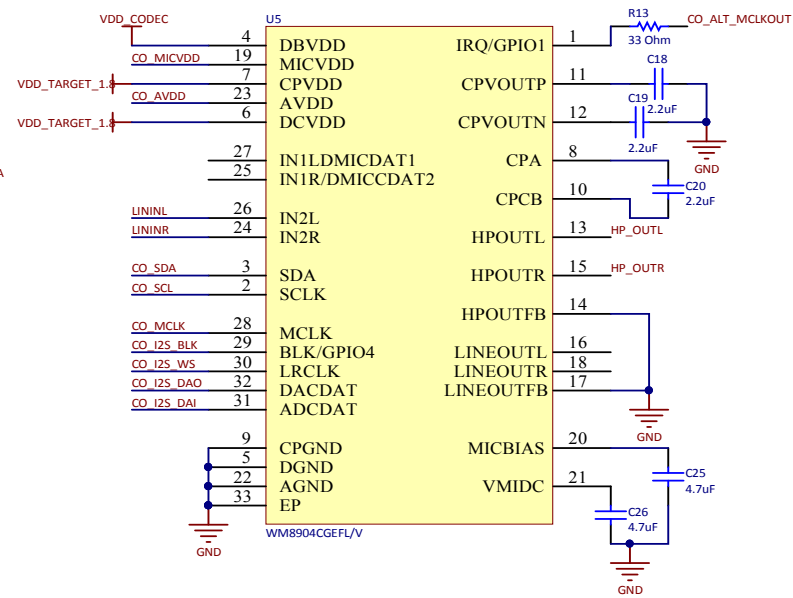 VDD_CODEC
U5
R13
CO_ALT_MCLKOUT
33 Ohm
4 DBVDD IRQ/GPIO1 1
CO_MICVDD 19 MICVDD
C18
VDD_TARGET_1.8 7 CPVDD CPVOUTP 11
CO_AVDD 23 AVDD
C19 2.2uF
VDD_TARGET_1.8 6 DCVDD CPVOUTN 12
2.2uF
GND
27 IN1LDMICDAT1 CPA 8
25 IN1R/DMICCDAT2
CPCB 10
C20
2.2uF
LININL 26 IN2L
LININR 24 IN2R HPOUTL 13 HP_OUTL
CO_SDA 3 SDA HPOUTR 15 HP_OUTR
CO_SCL 2 SCLK
HPOUTFB 14
CO_MCLK 28 MCLK
CO_I2S_BLK 29 BLK/GPIO4 LINEOUTL 16
CO_I2S_WS 30 LRCLK LINEOUTR 18
CO_I2S_DAO 32 DACDAT LINEOUTFB 17
CO_I2S_DAI 31 ADCDAT
GND
9 CPGND MICBIAS 20
5 DGND
C25
4.7uF
22 AGND VMIDC 21
33 EP
C26
4.7uF
WM8904CGEFL/V
GND
GND